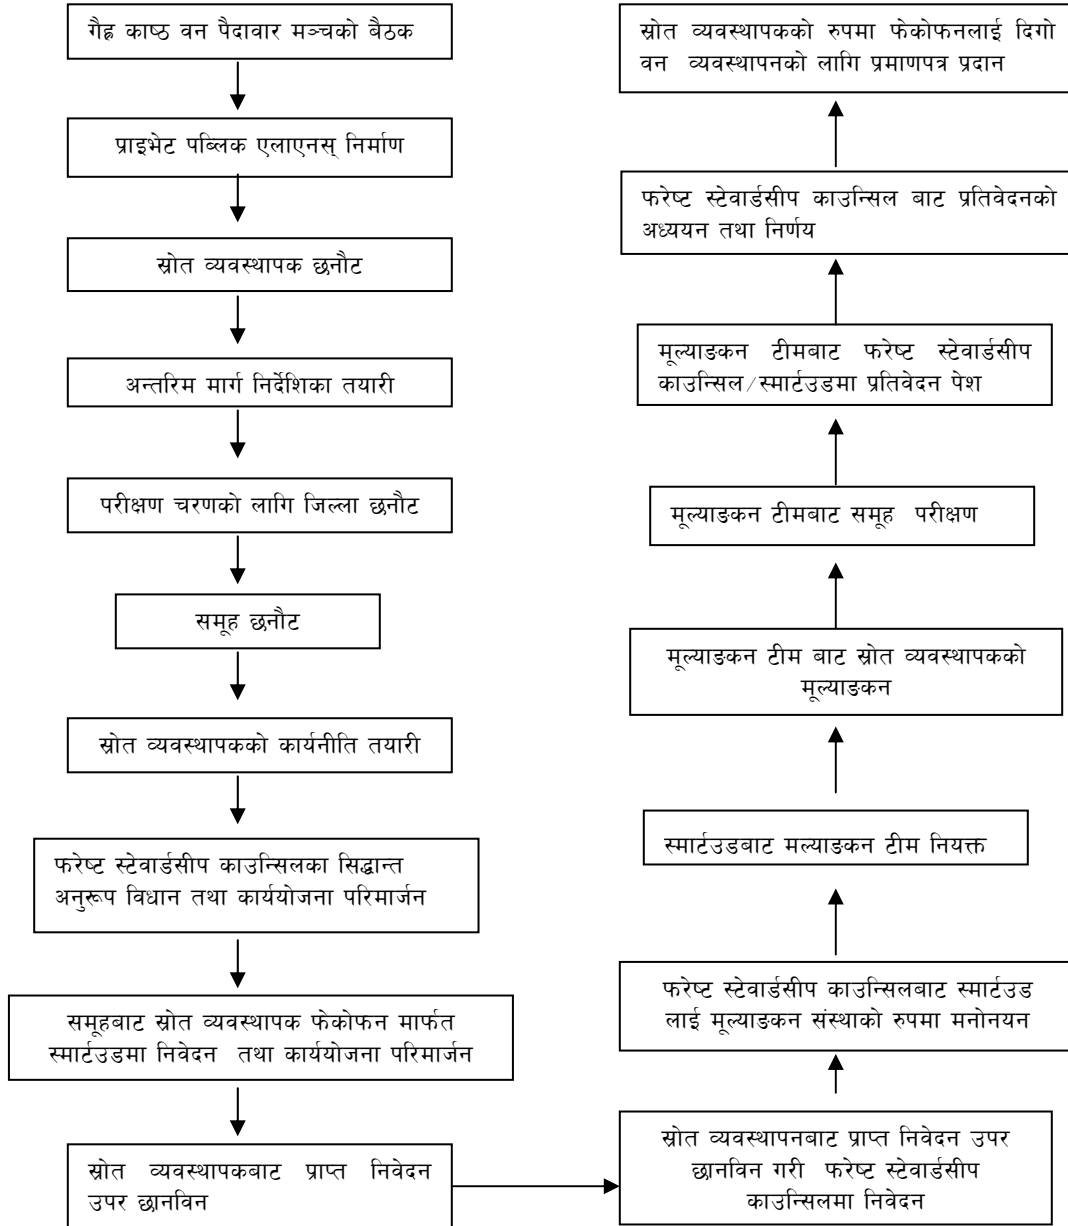 गैह्र काष्ठ वन पैदावार मञ्चको बैठक
प्राइभेट पब्लिक एलाएनस् निर्माण
स्रोत व्यवस्थापक छनौट
अन्तरिम मार्ग निर्देशिका तयारी
परीक्षण चरणको लागि जिल्ला छनौट
समूह छनौट
स्रोत व्यवस्थापकको कार्यनीति तयारी
फरेष्ट स्टेवार्डसीप काउन्सिलका सिद्धान्त
अनुरूप विधान तथा कार्ययोजना परिमार्जन
समूहबाट स्रोत व्यवस्थापक फेकोफन मार्फत
स्मार्टउडमा निवेदन तथा कार्ययोजना परिमार्जन
स्रोत व्यवस्थापकबाट प्राप्त निवेदन
उपर छानविन
स्रोत व्यवस्थापनबाट प्राप्त निवेदन उपर
छानविन गरी फरेष्ट स्टेवार्डसीप
काउन्सिलमा निवेदन
फरेष्ट स्टेवार्डसीप काउन्सिलबाट स्मार्टउड
लाई मूल्याङकन संस्थाको रुपमा मनोनयन
स्मार्टउडबाट मल्याङकन टीम नियक्त
मूल्याङकन टीम बाट स्रोत व्यवस्थापकको
मूल्याङकन
मूल्याङकन टीमबाट समूह परीक्षण
मूल्याङकन टीमबाट फरेष्ट स्टेवार्डसीप
काउन्सिल/स्मार्टउडमा प्रतिवेदन पेश
फरेष्ट स्टेवार्डसीप काउन्सिल बाट प्रतिवेदनको
अध्ययन तथा निर्णय
स्रोत व्यवस्थापकको रुपमा फेकोफनलाई दिगो
वन व्यवस्थापनको लागि प्रमाणपत्र प्रदान